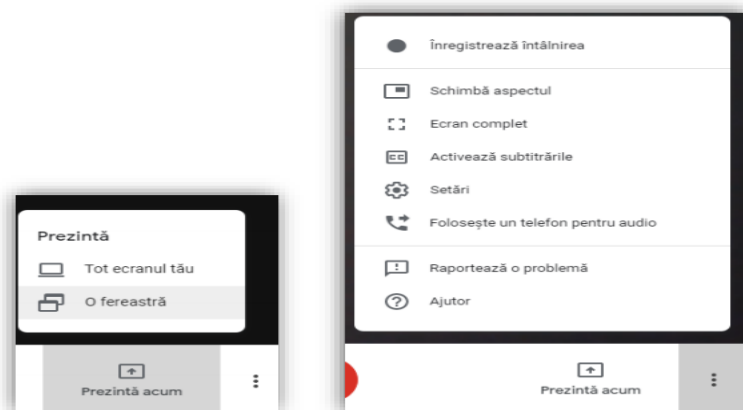 Prezintă
Tot ecranul tău
O fereastră
Prezintă acum
Înregistrează întâlnirea
Schimbă aspectul
Ecran complet
CC Activează subtitrările
Setări
Folosește un telefon pentru audio
Raportează o problemă
Ajutor
Prezintă acum